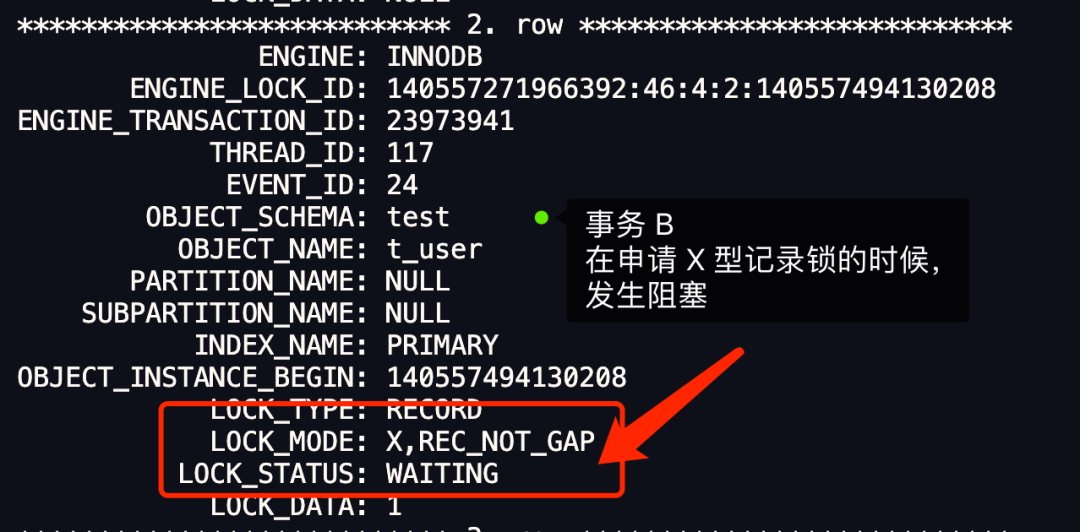 LOCK_DATA: NULL
*************************** 2. row ***************************
ENGINE: INNODB
ENGINE_LOCK_ID: 140557271966392:46:4:2:140557494130208
ENGINE_TRANSACTION_ID: 23973941
THREAD_ID: 117
EVENT_ID: 24
OBJECT_SCHEMA: test
OBJECT_NAME: t_user
PARTITION_NAME: NULL
SUBPARTITION_NAME: NULL
INDEX_NAME: PRIMARY
OBJECT_INSTANCE_BEGIN: 140557494130208
LOCK_TYPE: RECORD
LOCK_MODE: X,REC_NOT_GAP
LOCK_STATUS: WAITING
LOCK_DATA: 1
事务 B
在申请 X 型记录锁的时候，
发生阻塞